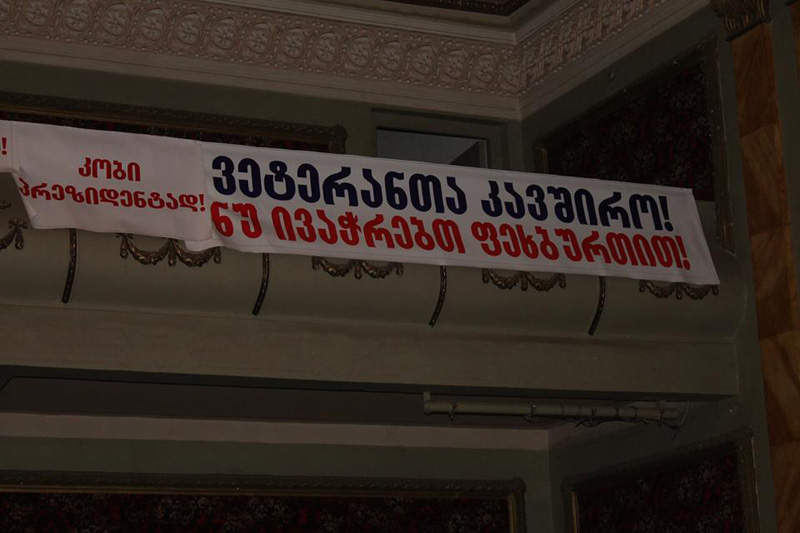 კობი
პრეზიდენტად!
ვეტერანთა კავშირო!
ნუ ივაჭრებთ ფეხბურთით!